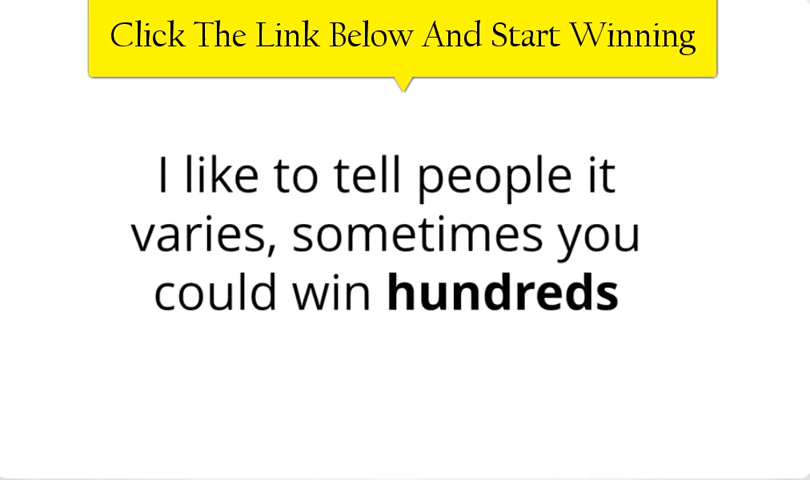 Click The Link Below And Start Winning
I like to tell people it
varies, sometimes you
could win hundreds